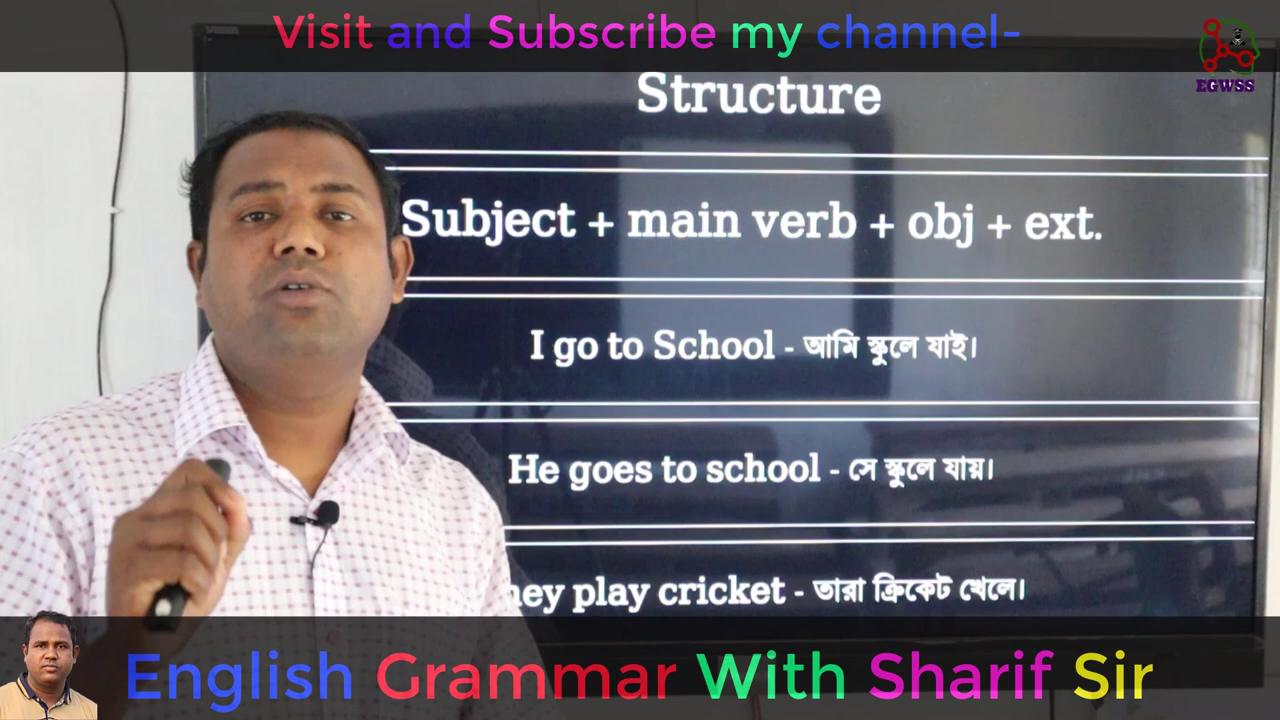 Visit and Subscribe my channel-
EGWSS
Structure
Subject + main verb + obj + ext.
I go to School - আমি স্কুলে যাই।
He goes to school - সে স্কুলে যায়।
play cricket - তারা ক্রিকেট খেলে।
English Grammar With Sharif Sir